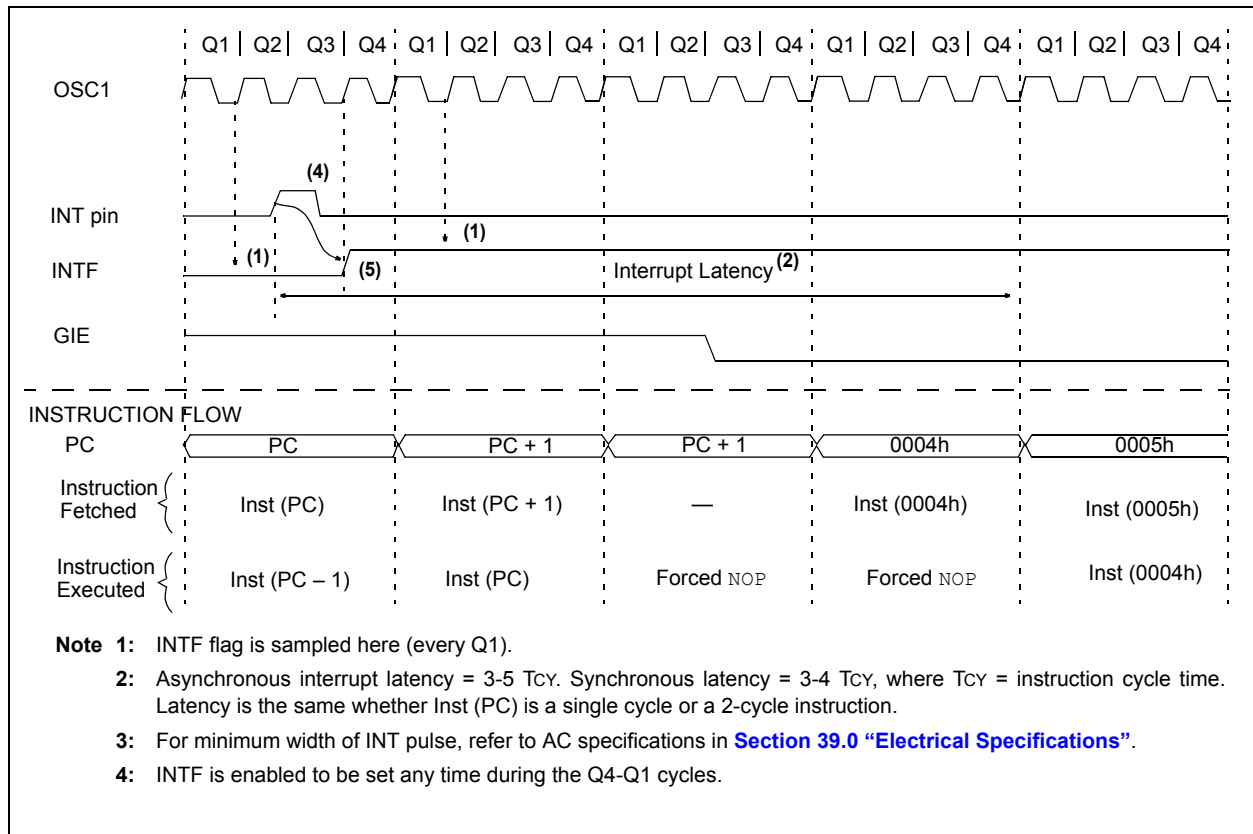 Q1 Q2 Q3 Q4 Q1 Q2 Q3 Q4 Q1 Q2 Q3 Q4 Q1 Q2 Q3 Q4 Q1 Q2 Q3 Q4
OSC1
(4)
INT pin
(1)
(1)
INTF
(5)
Interrupt Latency (2)
GIE
INSTRUCTION FLOW
PC PC PC + 1 PC + 1 0004h 0005h
Instruction
Fetched
Inst (PC) Inst (PC + 1) — Inst (0004h) Inst (0005h)
Instruction
Executed
Inst (PC – 1) Inst (PC) Forced NOP Forced NOP Inst (0004h)
Note 1: INTF flag is sampled here (every Q1).
2: Asynchronous interrupt latency = 3-5 TCY. Synchronous latency = 3-4 TCY, where TCY = instruction cycle time.
Latency is the same whether Inst (PC) is a single cycle or a 2-cycle instruction.
3: For minimum width of INT pulse, refer to AC specifications in Section 39.0 “Electrical Specifications”.
4: INTF is enabled to be set any time during the Q4-Q1 cycles.